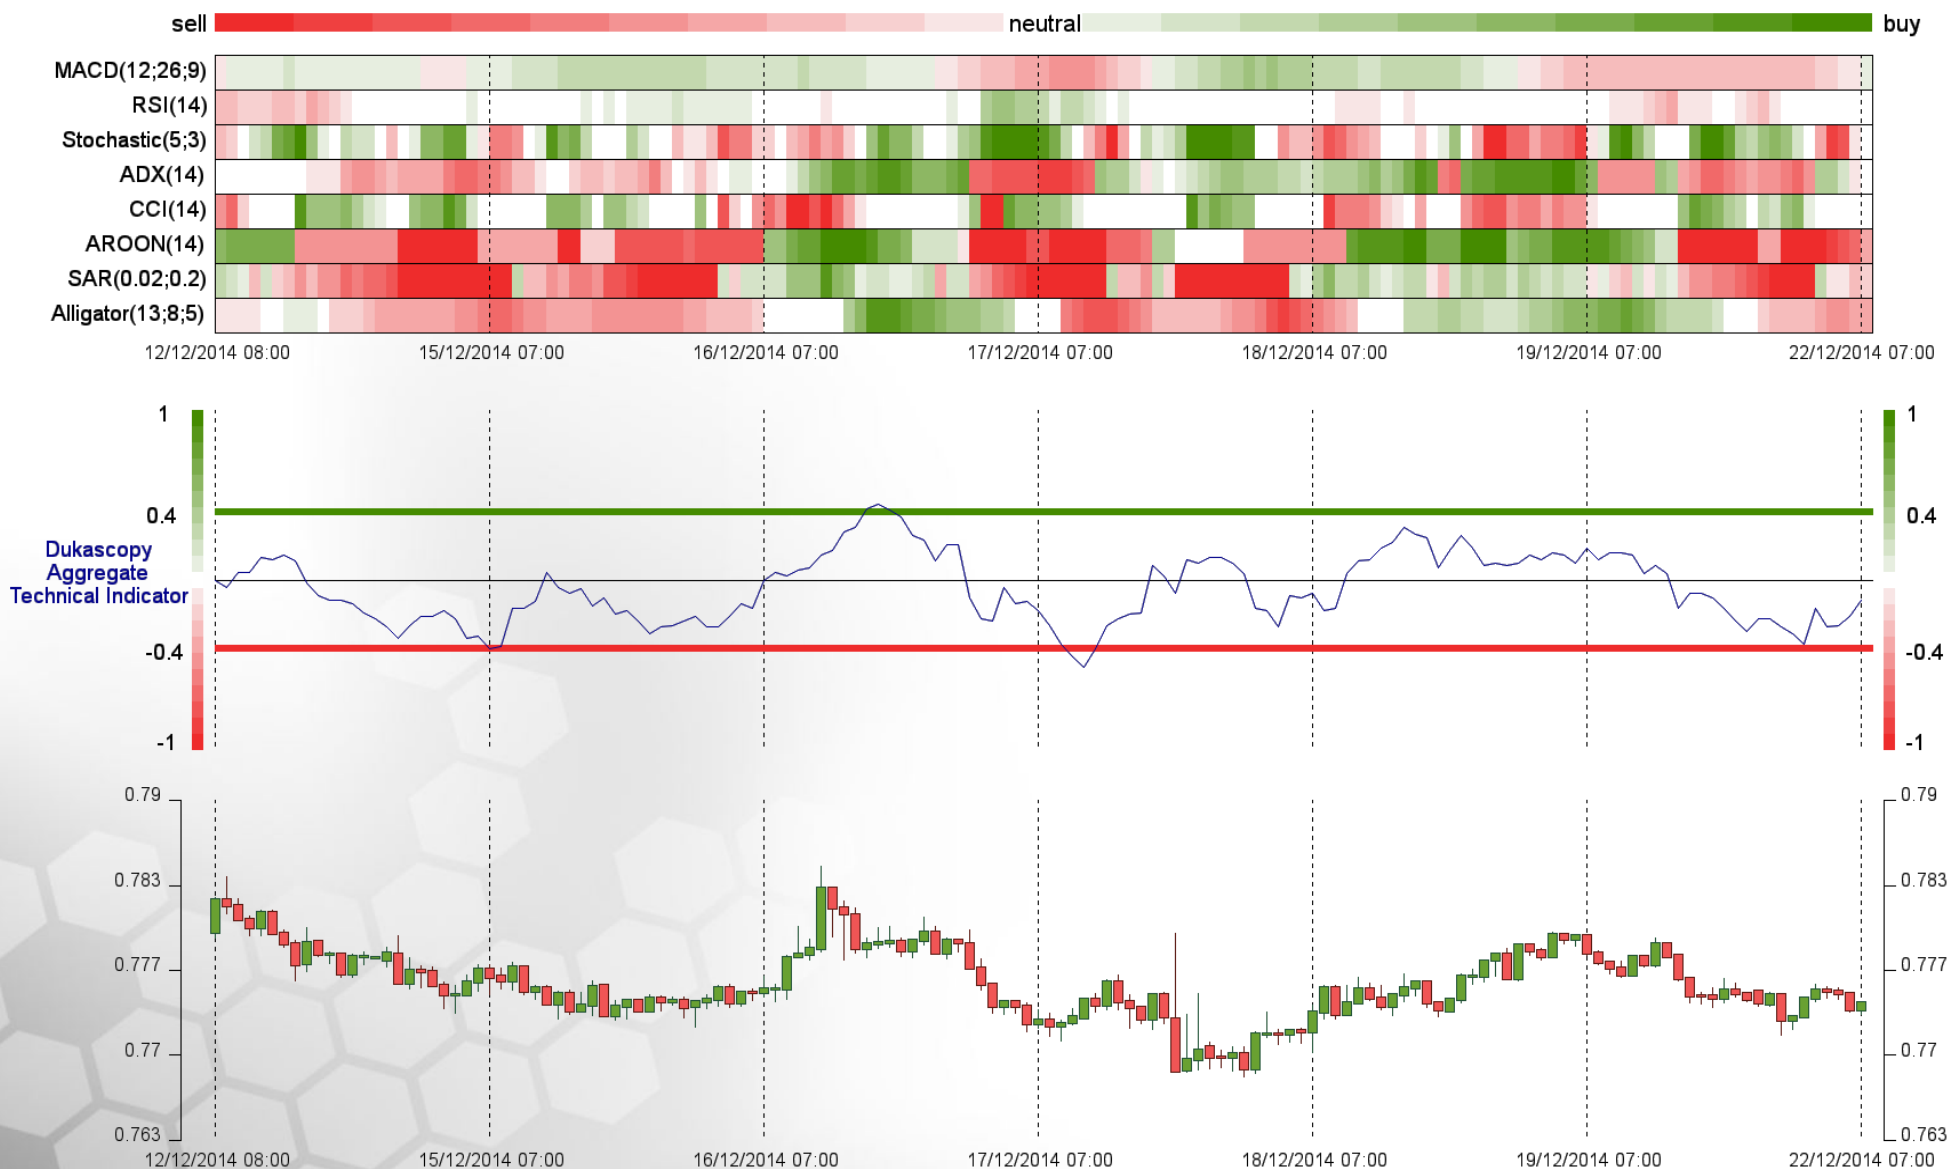 sell neutral buy
MACD(12;26;9)
RSI(14)
Stochastic(5;3)
ADX(14)
CCI(14)
AROON(14)
SAR(0.02;0.2)
Alligator(13;8;5)
12/12/2014 08:00 15/12/2014 07:00 16/12/2014 07:00 17/12/2014 07:00 18/12/2014 07:00 19/12/2014 07:00 22/12/2014 07:00
1 1
0.4 0.4
Dukascopy
Aggregate
Technical Indicator
-0.4 -0.4
-1 -1
0.79 0.79
0.783 0.783
0.777 0.777
0.77 0.77
0.763 0.763
12/12/2014 08:00 15/12/2014 07:00 16/12/2014 07:00 17/12/2014 07:00 18/12/2014 07:00 19/12/2014 07:00 22/12/2014 07:00